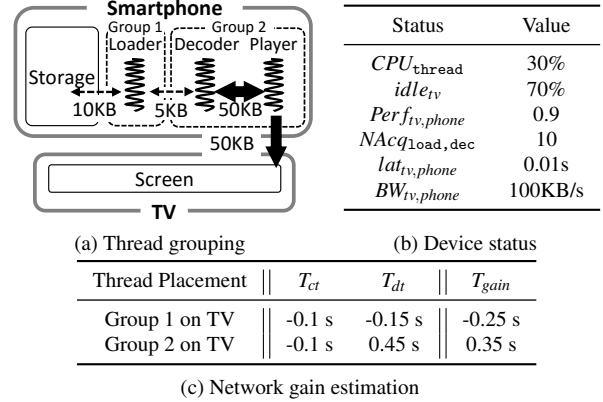 Smartphone
Group 1
Group 2
Loader
Decoder
Player
Storage
10KB
5KB
50KB
50KB
Screen
TV
(a) Thread grouping
Status Value
CPU_thread 30%
idle_tv 70%
Perf_tv,phone 0.9
NAcq_load,dec 10
lat_tv,phone 0.01s
BW_tv,phone 100KB/s
(b) Device status
Thread Placement || T_ct T_dt || T_gain
Group 1 on TV || -0.1 s -0.15 s || -0.25 s
Group 2 on TV || -0.1 s 0.45 s || 0.35 s
(c) Network gain estimation